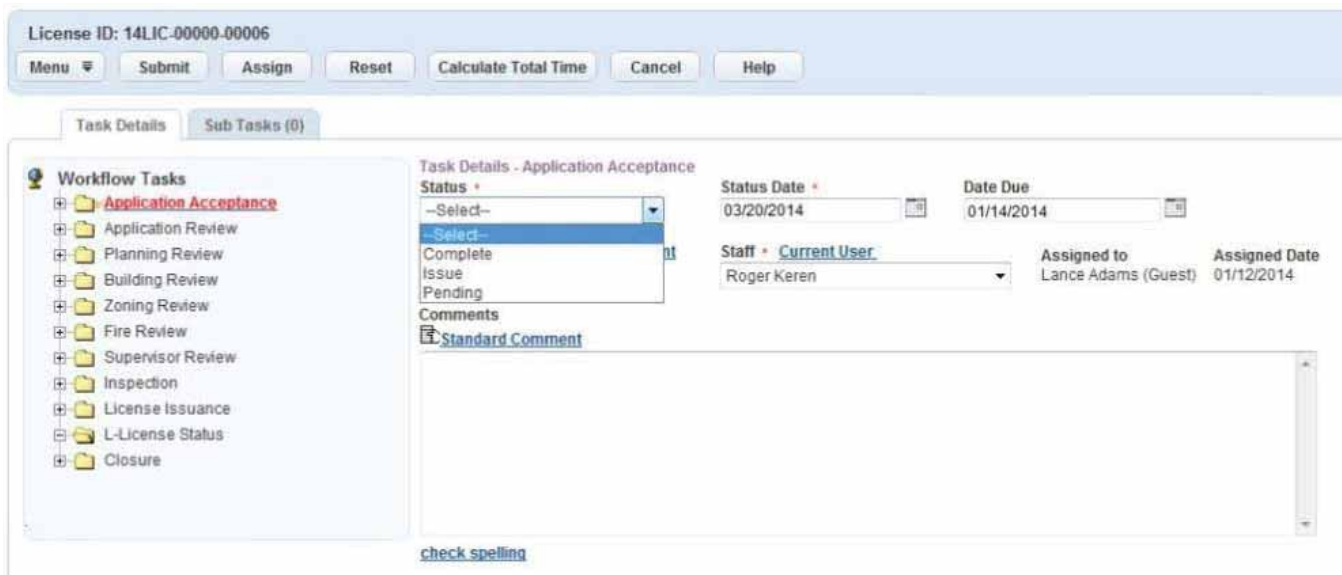 License ID: 14LIC-00000-00006
Menu Submit Assign Reset Calculate Total Time Cancel Help
Task Details Sub Tasks (0)
Workflow Tasks
Application Acceptance
Application Review
Planning Review
Building Review
Zoning Review
Fire Review
Supervisor Review
Inspection
License Issuance
L-License Status
Closure
Task Details - Application Acceptance
Status * Status Date * Date Due
--Select-- 03/20/2014 01/14/2014
--Select--
Complete
Issue
Pending
nt Staff * Current User Assigned to Assigned Date
Roger Keren Lance Adams (Guest) 01/12/2014
Comments
Standard Comment
check spelling